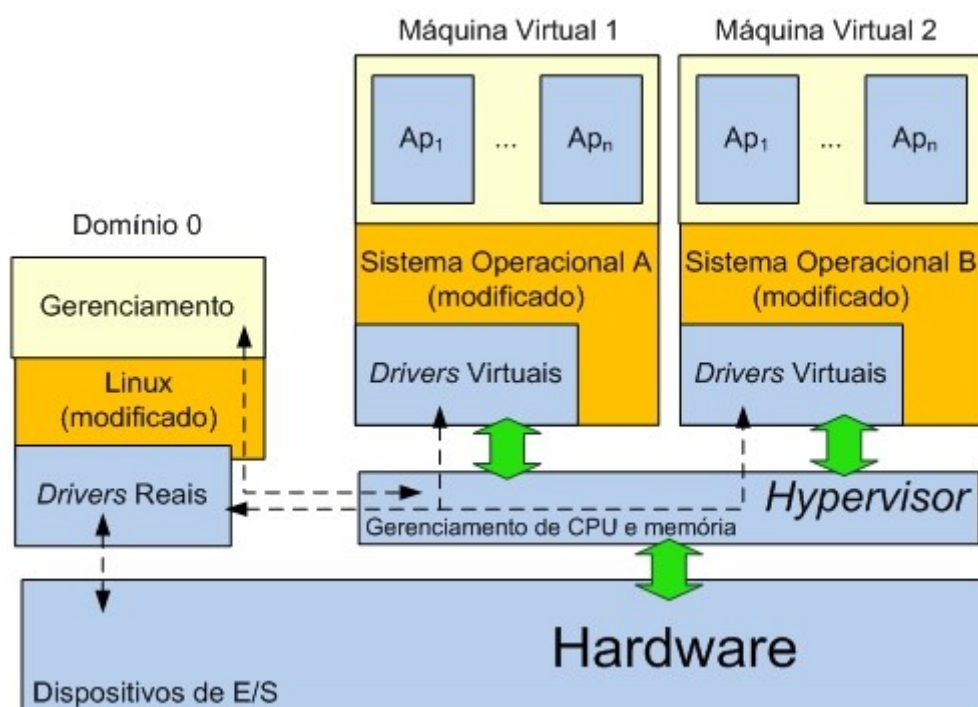 Máquina Virtual 1
Máquina Virtual 2
Ap1 ... Apn
Ap1 ... Apn
Domínio 0
Sistema Operacional A
(modificado)
Sistema Operacional B
(modificado)
Gerenciamento
Drivers Virtuais
Drivers Virtuais
Linux
(modificado)
Drivers Reais
Hypervisor
Gerenciamento de CPU e memória
Hardware
Dispositivos de E/S